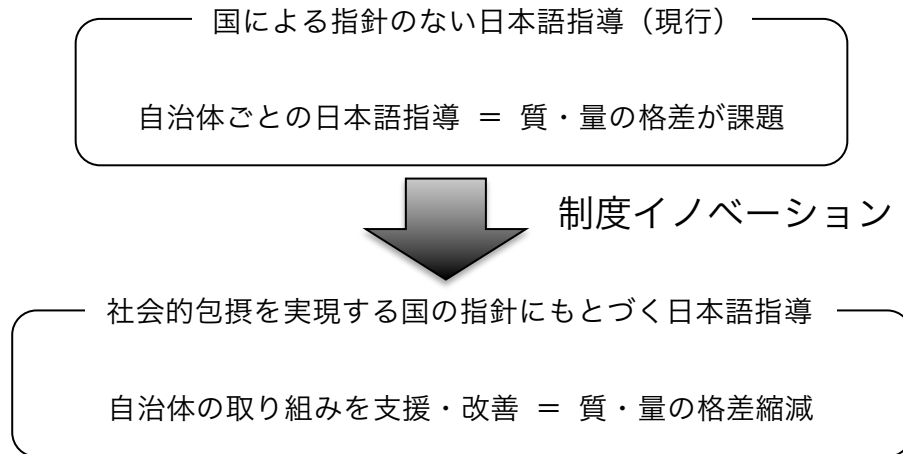 国による指針のない日本語指導（現行）
自治体ごとの日本語指導 ＝ 質・量の格差が課題
制度イノベーション
社会的包摂を実現する国の指針にもとづく日本語指導
自治体の取り組みを支援・改善 ＝ 質・量の格差縮減